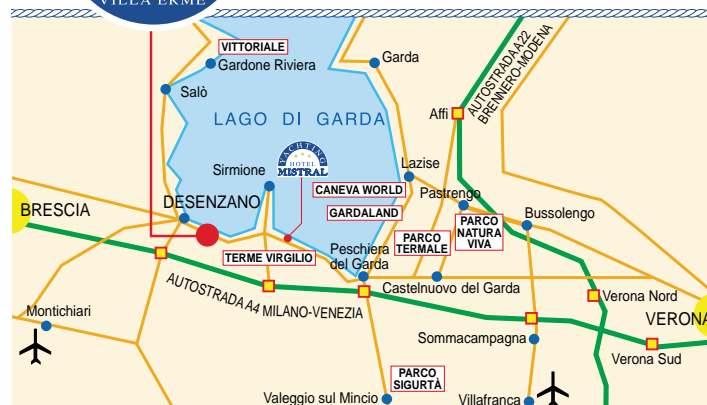 VILLA ERME
VITTORIALE
Gardone Riviera
Garda
Salò
AUTOSTRADA A22
BRENNERO-MODENA
Affi
LAGO DI GARDA
YACHTING
HOTEL
MISTRAL
Sirmione
Lazise
CANEVA WORLD
Pastrengo
GARDALAND
BRESCIA
DESENZANO
PARCO
NATURA
VIVA
Bussolengo
PARCO
TERMALE
Peschiera
del Garda
TERME VIRGILIO
Castelnuovo del Garda
AUTOSTRADA A4 MILANO-VENEZIA
Verona Nord
Montichiari
VERONA
Sommacampagna
Verona Sud
PARCO
SIGURTÀ
Valeggio sul Mincio
Villafranca